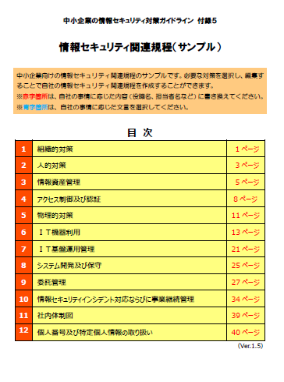 中小企業の情報セキュリティ対策ガイドライン 付録５
情報セキュリティ関連規程（サンプル）
中小企業向けの情報セキュリティ関連規程のサンプルです。必要な対策を選択し、編集す
ることで自社の情報セキュリティ関連規程を作成することができます。
※赤字箇所は、自社の事情に応じた内容（役職名、担当者名など）に書き換えてください。
※青字箇所は、自社の事情に応じた文書を選択してください。
目 次
1 組織的対策 1 ページ
2 人的対策 3 ページ
3 情報資産管理 5 ページ
4 アクセス制御及び認証 8 ページ
5 物理的対策 11 ページ
6 ＩＴ機器利用 13 ページ
7 ＩＴ基盤運用管理 21 ページ
8 システム開発及び保守 25 ページ
9 委託管理 27 ページ
10 情報セキュリティインシデント対応ならびに事業継続管理 34 ページ
11 社内体制図 39 ページ
12 個人番号及び特定個人情報の取り扱い 40 ページ
(Ver.1.5)